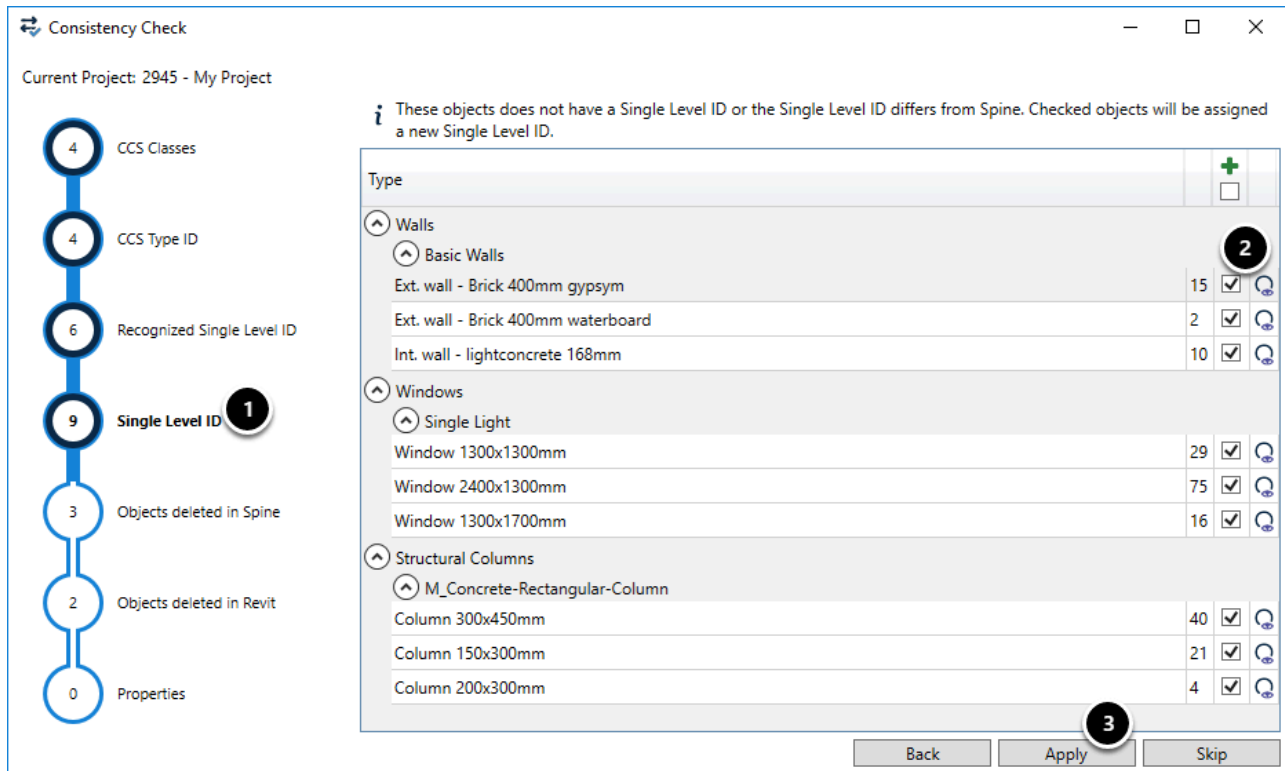 Consistency Check
Current Project: 2945 - My Project
4 CCS Classes
4 CCS Type ID
6 Recognized Single Level ID
9 Single Level ID 1
3 Objects deleted in Spine
2 Objects deleted in Revit
0 Properties
i These objects does not have a Single Level ID or the Single Level ID differs from Spine. Checked objects will be assigned
a new Single Level ID.
Type
Walls
Basic Walls
2
Ext. wall - Brick 400mm gypsym 15
Ext. wall - Brick 400mm waterboard 2
Int. wall - lightconcrete 168mm 10
Windows
Single Light
Window 1300x1300mm 29
Window 2400x1300mm 75
Window 1300x1700mm 16
Structural Columns
M_Concrete-Rectangular-Column
Column 300x450mm 40
Column 150x300mm 21
Column 200x300mm 4
3
Back Apply Skip